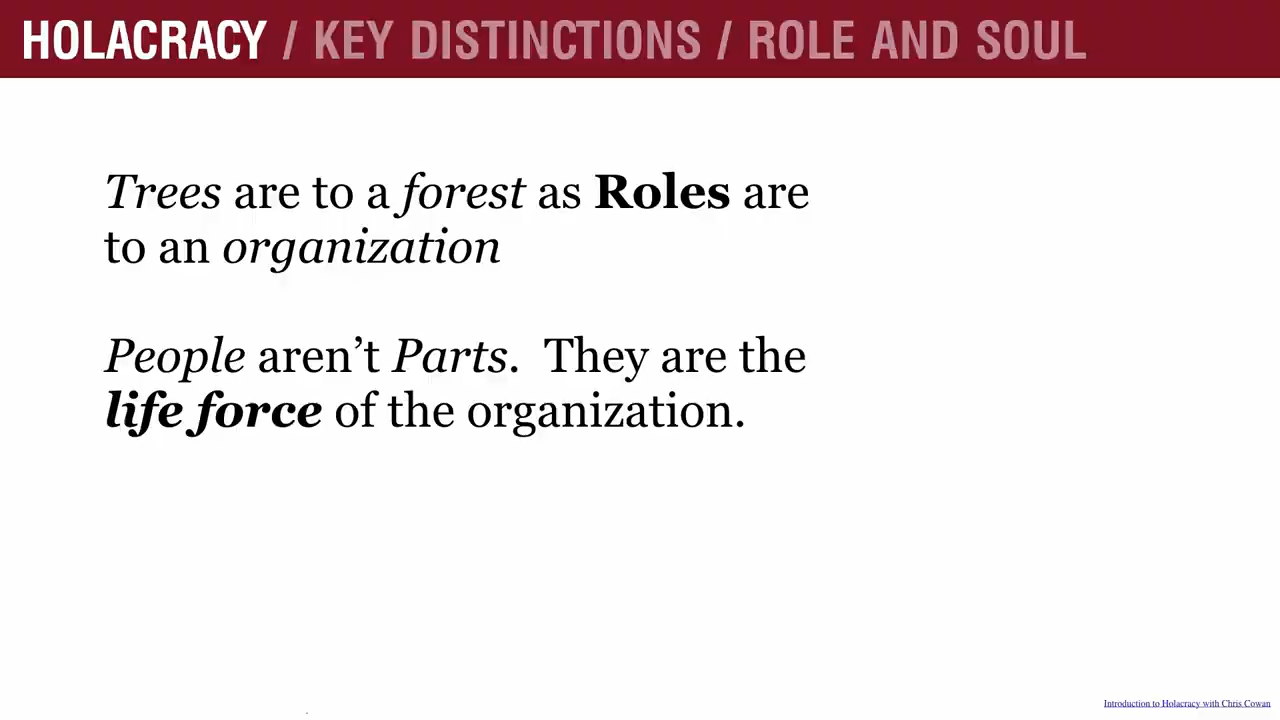 HOLACRACY / KEY DISTINCTIONS / ROLE AND SOUL
Trees are to a forest as Roles are
to an organization
People aren’t Parts.  They are the
life force of the organization.
Introduction to Holacracy with Chris Cowan